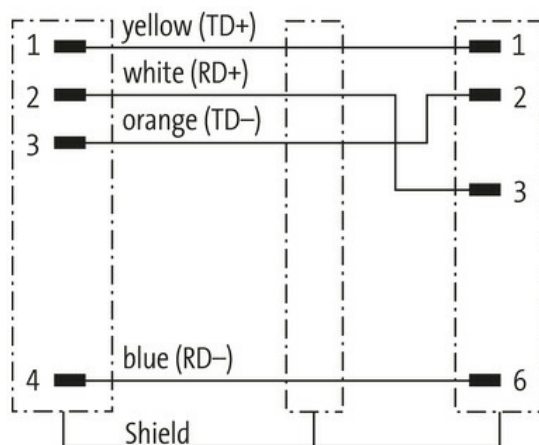 1 yellow (TD+) 1
2 white (RD+) 2
3 orange (TD–)
3
4 blue (RD–) 6
Shield